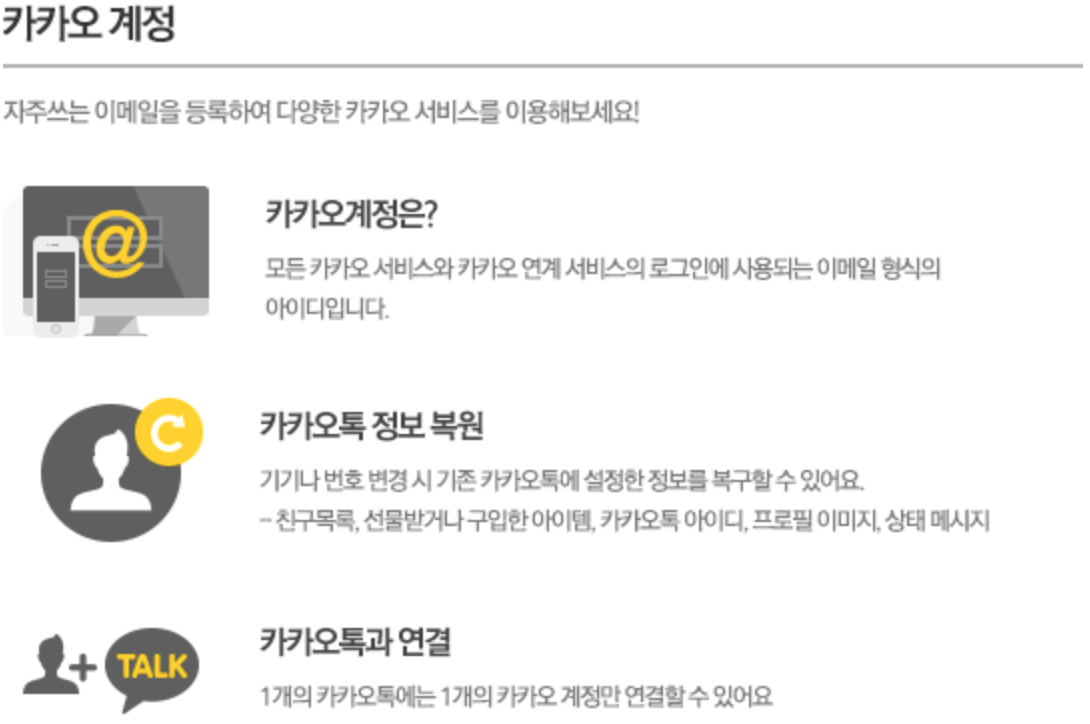 카카오 계정
자주쓰는 이메일을 등록하여 다양한 카카오 서비스를 이용해보세요!
@
카카오계정은?
모든 카카오 서비스와 카카오 연계 서비스의 로그인에 사용되는 이메일 형식의
아이디입니다.
카카오톡 정보 복원
기기나 번호 변경 시 기존 카카오톡에 설정한 정보를 복구할 수 있어요.
– 친구목록, 선물받거나 구입한 아이템, 카카오톡 아이디, 프로필 이미지, 상태 메시지
TALK
카카오톡과 연결
1개의 카카오톡에는 1개의 카카오 계정만 연결할 수 있어요